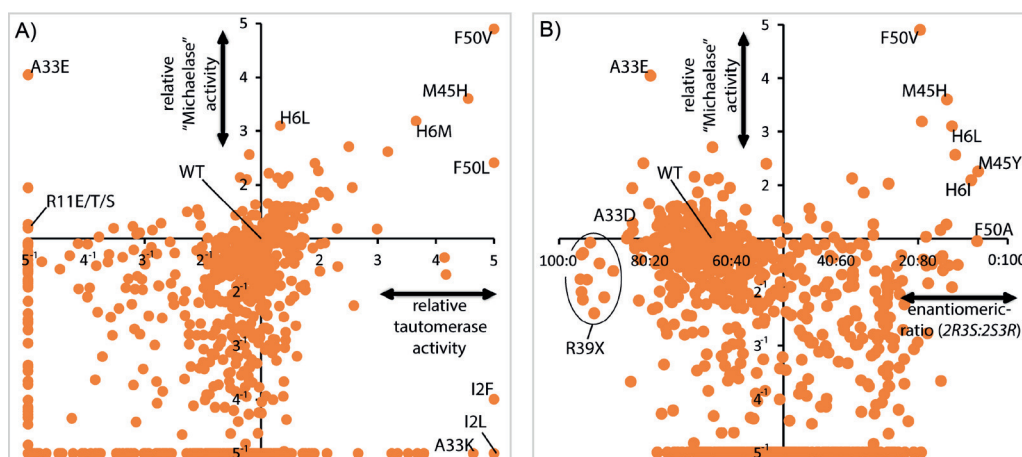 A)
5
F50V
A33E
relative
"Michaelase"
activity
4
M45H
H6L
3
H6M
F50L
WT
2
R11E/T/S
5⁻¹ 4⁻¹ 3⁻¹ 2⁻¹ 2 3 4 5
2⁻¹
relative
tautomerase
activity
3⁻¹
I2F
4⁻¹
I2L
A33K
5⁻¹
B)
5
F50V
A33E
relative
"Michaelase"
activity
4
M45H
3
H6L
M45Y
WT
2
H6I
A33D
F50A
100:0 80:20 60:40 40:60 20:80 0:100
2⁻¹
enantiomeric-
ratio (2R3S:2S3R)
R39X
3⁻¹
4⁻¹
5⁻¹